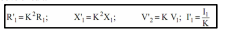 R'₁ = K²R₁; X'₁ = K²X₁; V'₂ = K V₁; I'₁ = I₁/K